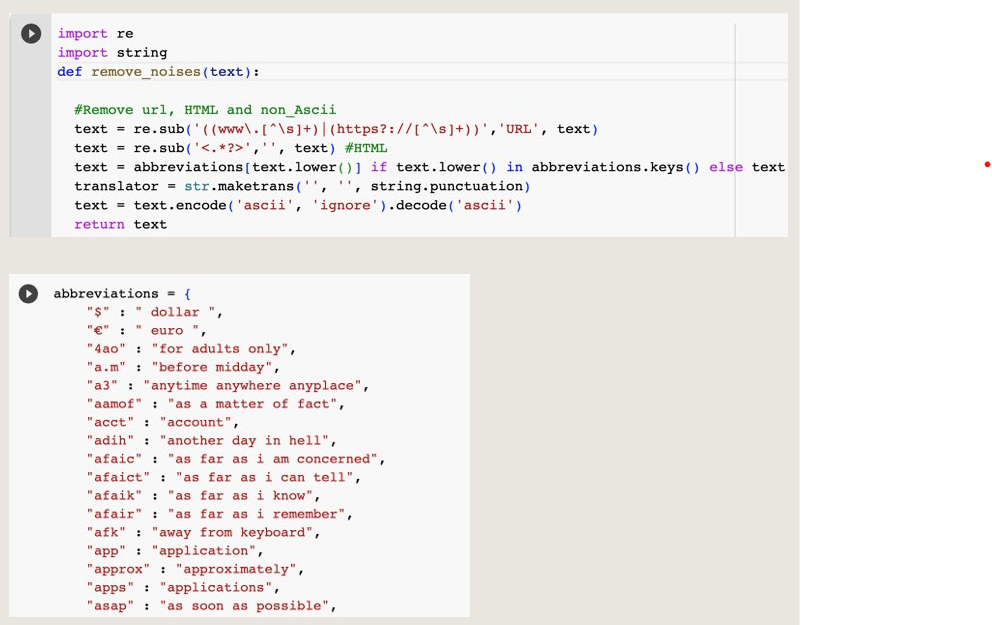 import re
import string
def remove_noises(text):
#Remove url, HTML and non_Ascii
text = re.sub('((www\.[^\s]+)|(https?://[^\s]+))','URL', text)
text = re.sub('<.*?>','', text) #HTML
text = abbreviations[text.lower()] if text.lower() in abbreviations.keys() else text
translator = str.maketrans('', '', string.punctuation)
text = text.encode('ascii', 'ignore').decode('ascii')
return text
abbreviations = {
"$" : " dollar ",
"€" : " euro ",
"4ao" : "for adults only",
"a.m" : "before midday",
"a3" : "anytime anywhere anyplace",
"aamof" : "as a matter of fact",
"acct" : "account",
"adih" : "another day in hell",
"afaic" : "as far as i am concerned",
"afaict" : "as far as i can tell",
"afaik" : "as far as i know",
"afair" : "as far as i remember",
"afk" : "away from keyboard",
"app" : "application",
"approx" : "approximately",
"apps" : "applications",
"asap" : "as soon as possible",